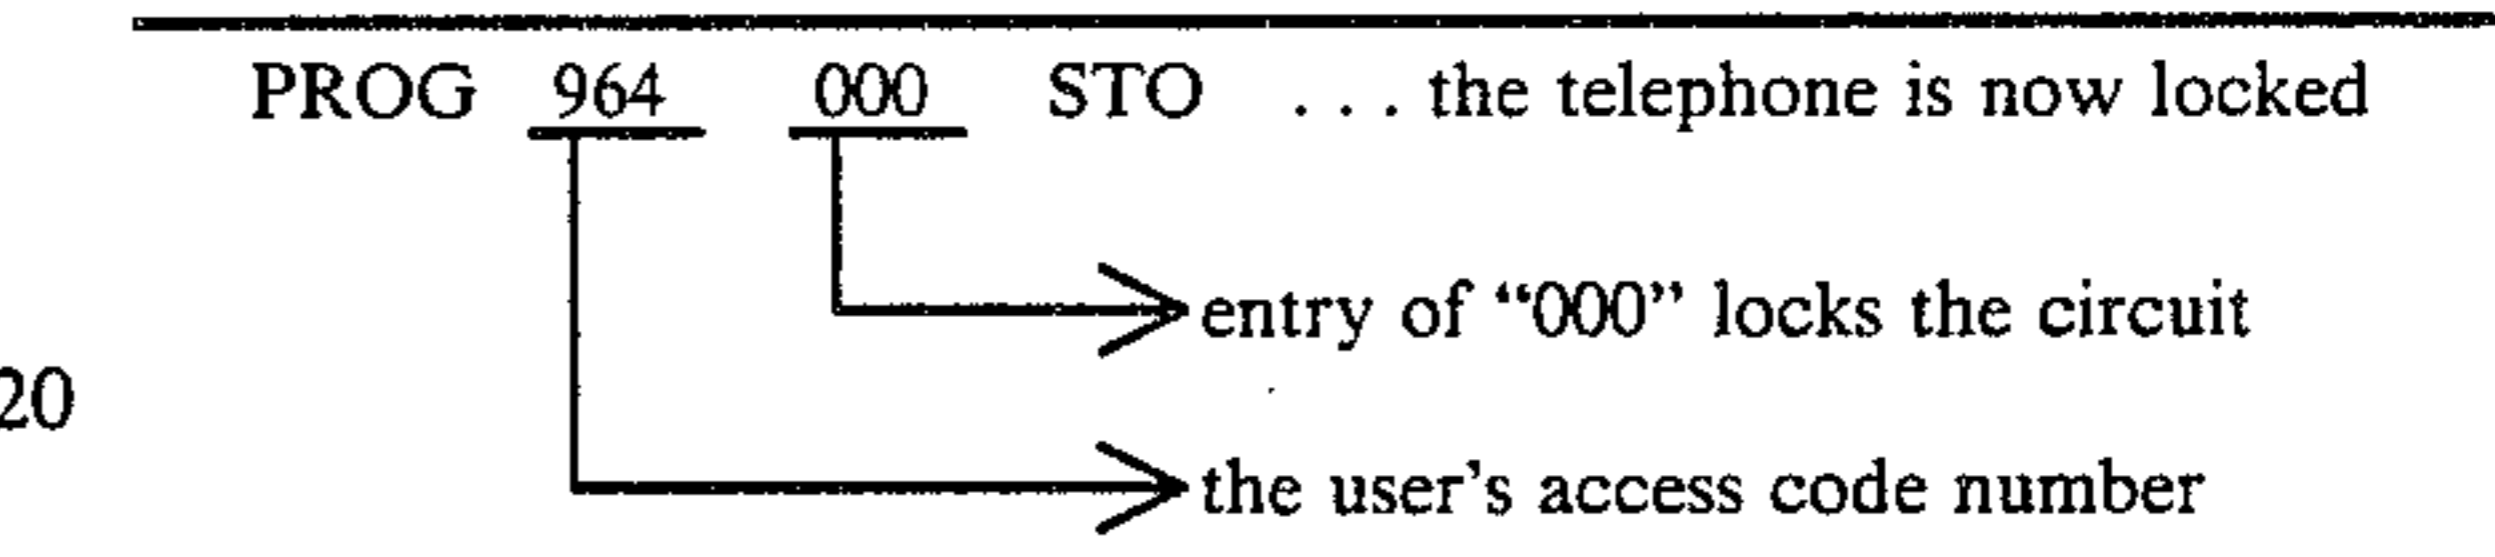 PROG 964 000 STO . . . the telephone is now locked
entry of “000” locks the circuit
20
the user’s access code number